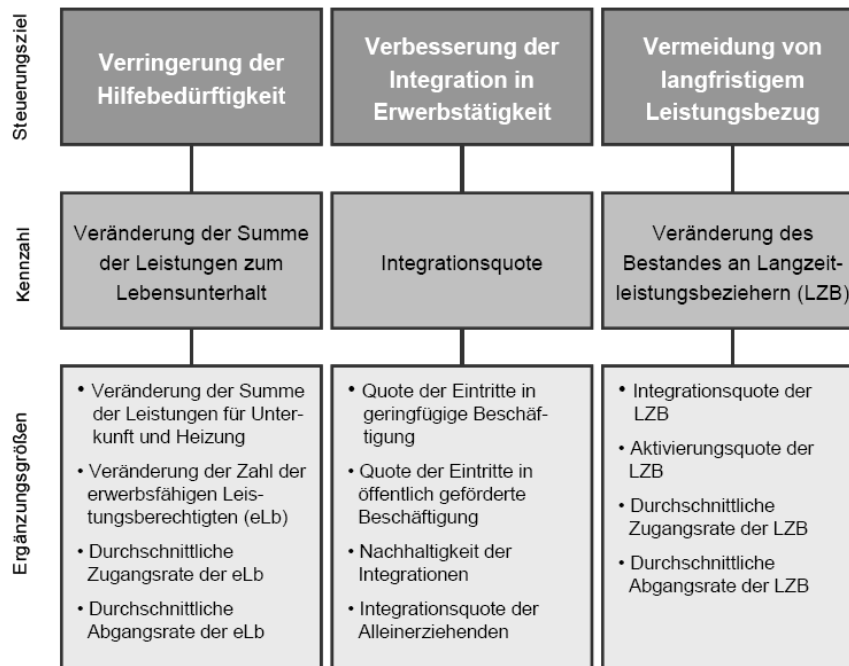 Steuerungsziel
Verringerung der
Hilfebedürftigkeit
Verbesserung der
Integration in
Erwerbstätigkeit
Vermeidung von
langfristigem
Leistungsbezug
Kennzahl
Veränderung der Summe
der Leistungen zum
Lebensunterhalt
Integrationsquote
Veränderung des
Bestandes an Langzeit-
leistungsbeziehern (LZB)
Ergänzungsgrößen
• Veränderung der Summe
der Leistungen für Unter-
kunft und Heizung
• Veränderung der Zahl der
erwerbsfähigen Leis-
tungsberechtigten (eLb)
• Durchschnittliche
Zugangsrate der eLb
• Durchschnittliche
Abgangsrate der eLb
• Quote der Eintritte in
geringfügige Beschäf-
tigung
• Quote der Eintritte in
öffentlich geförderte
Beschäftigung
• Nachhaltigkeit der
Integrationen
• Integrationsquote der
Alleinerziehenden
• Integrationsquote der
LZB
• Aktivierungsquote der
LZB
• Durchschnittliche
Zugangsrate der LZB
• Durchschnittliche
Abgangsrate der LZB